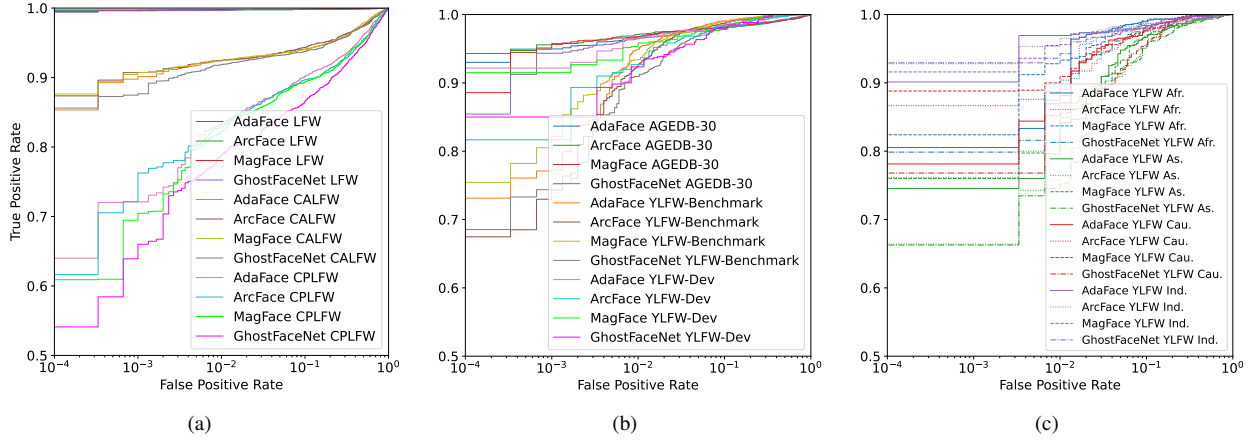 1.0
0.9
0.8
0.7
0.6
0.5
True Positive Rate
AdaFace LFW
ArcFace LFW
MagFace LFW
GhostFaceNet LFW
AdaFace CALFW
ArcFace CALFW
MagFace CALFW
GhostFaceNet CALFW
AdaFace CPLFW
ArcFace CPLFW
MagFace CPLFW
GhostFaceNet CPLFW
10⁻⁴ 10⁻³ 10⁻² 10⁻¹ 10⁰
False Positive Rate
(a)
1.0
0.9
0.8
0.7
0.6
0.5
AdaFace AGEDB-30
ArcFace AGEDB-30
MagFace AGEDB-30
GhostFaceNet AGEDB-30
AdaFace YLFW-Benchmark
ArcFace YLFW-Benchmark
MagFace YLFW-Benchmark
GhostFaceNet YLFW-Benchmark
AdaFace YLFW-Dev
ArcFace YLFW-Dev
MagFace YLFW-Dev
GhostFaceNet YLFW-Dev
10⁻⁴ 10⁻³ 10⁻² 10⁻¹ 10⁰
False Positive Rate
(b)
1.0
0.9
0.8
0.7
0.6
0.5
AdaFace YLFW Afr.
ArcFace YLFW Afr.
MagFace YLFW Afr.
GhostFaceNet YLFW Afr.
AdaFace YLFW As.
ArcFace YLFW As.
MagFace YLFW As.
GhostFaceNet YLFW As.
AdaFace YLFW Cau.
ArcFace YLFW Cau.
MagFace YLFW Cau.
GhostFaceNet YLFW Cau.
AdaFace YLFW Ind.
ArcFace YLFW Ind.
MagFace YLFW Ind.
GhostFaceNet YLFW Ind.
10⁻⁴ 10⁻³ 10⁻² 10⁻¹ 10⁰
False Positive Rate
(c)